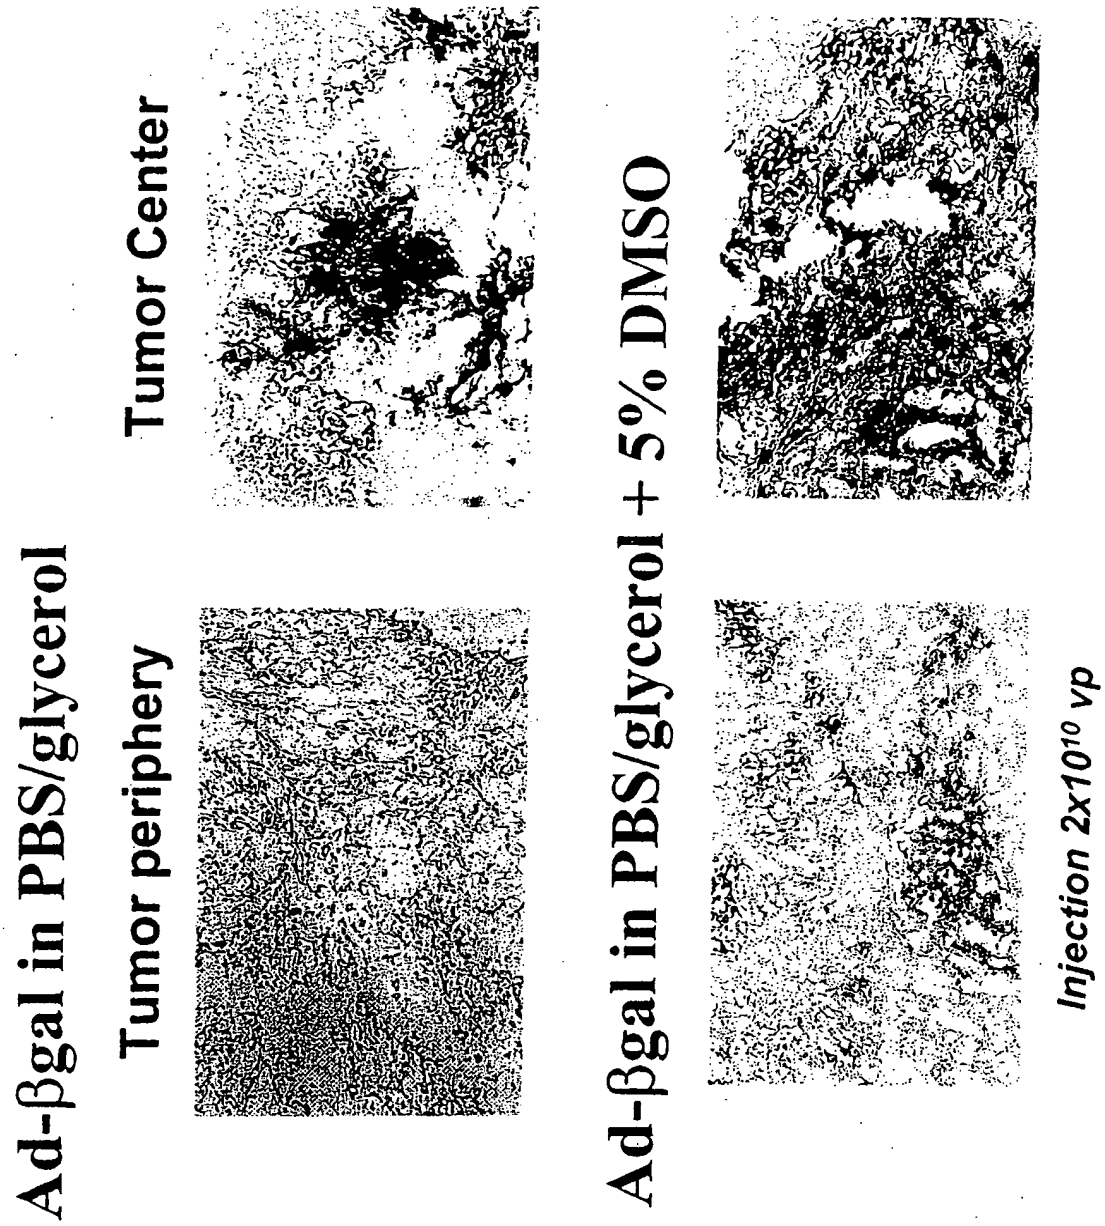 Ad-βgal in PBS/glycerol
Tumor periphery
Tumor Center
Ad-βgal in PBS/glycerol + 5% DMSO
Injection 2x10¹⁰ vp